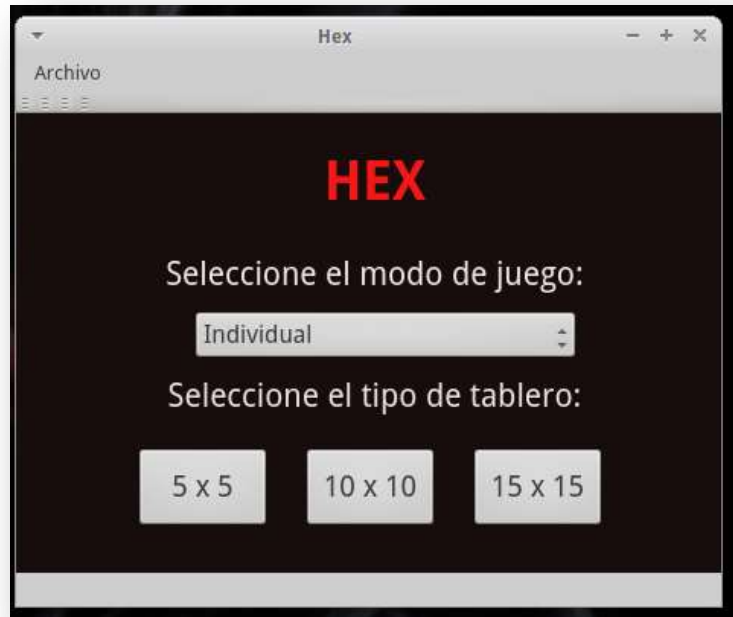 Hex
Archivo
HEX
Seleccione el modo de juego:
Individual
Seleccione el tipo de tablero:
5 x 5 10 x 10 15 x 15